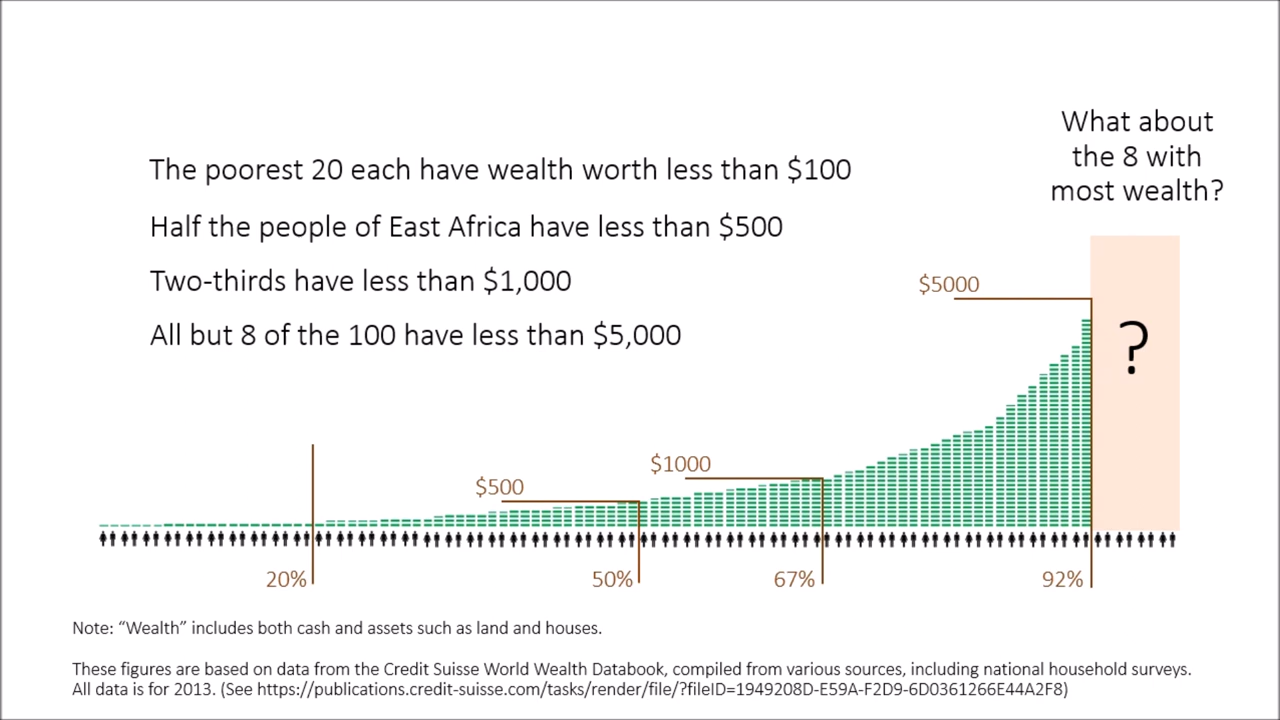 What about
the 8 with
most wealth?
The poorest 20 each have wealth worth less than $100
Half the people of East Africa have less than $500
Two-thirds have less than $1,000
All but 8 of the 100 have less than $5,000
$5000
?
$1000
$500
20%
50%
67%
92%
Note: “Wealth” includes both cash and assets such as land and houses.
These figures are based on data from the Credit Suisse World Wealth Databook, compiled from various sources, including national household surveys.
All data is for 2013. (See https://publications.credit-suisse.com/tasks/render/file/?fileID=1949208D-E59A-F2D9-6D0361266E44A2F8)